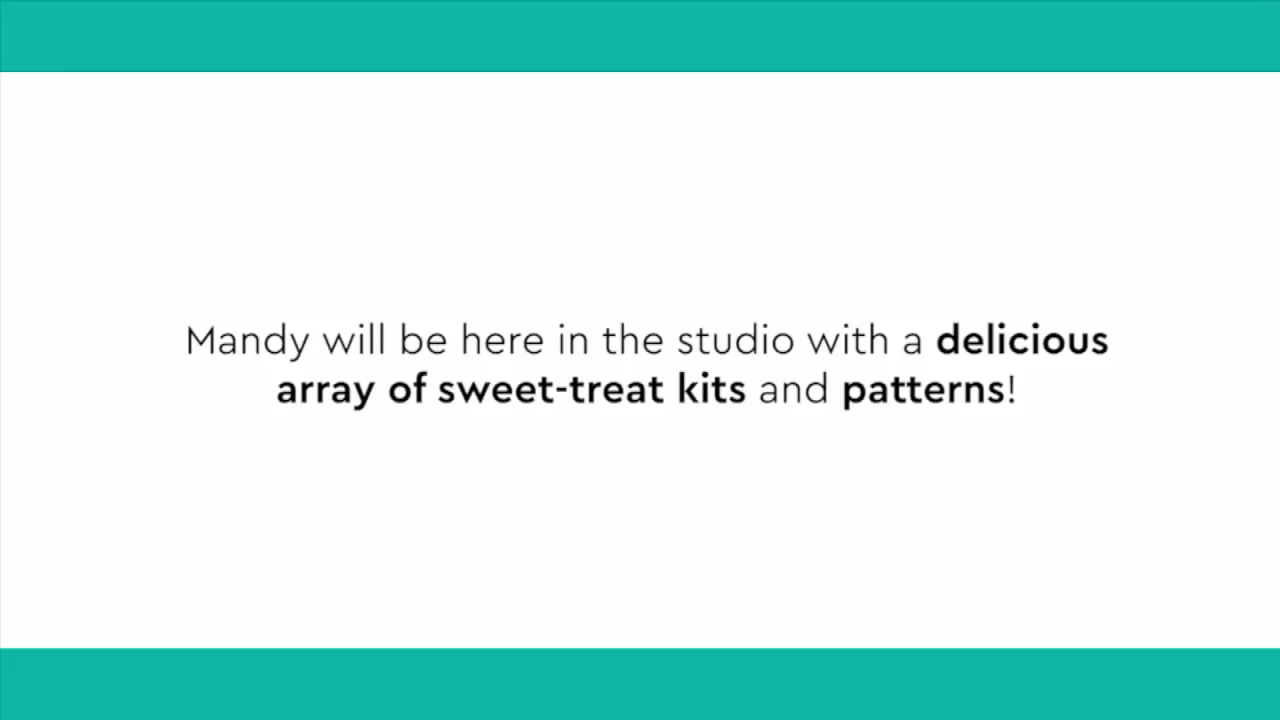 Mandy will be here in the studio with a delicious
array of sweet-treat kits and patterns!